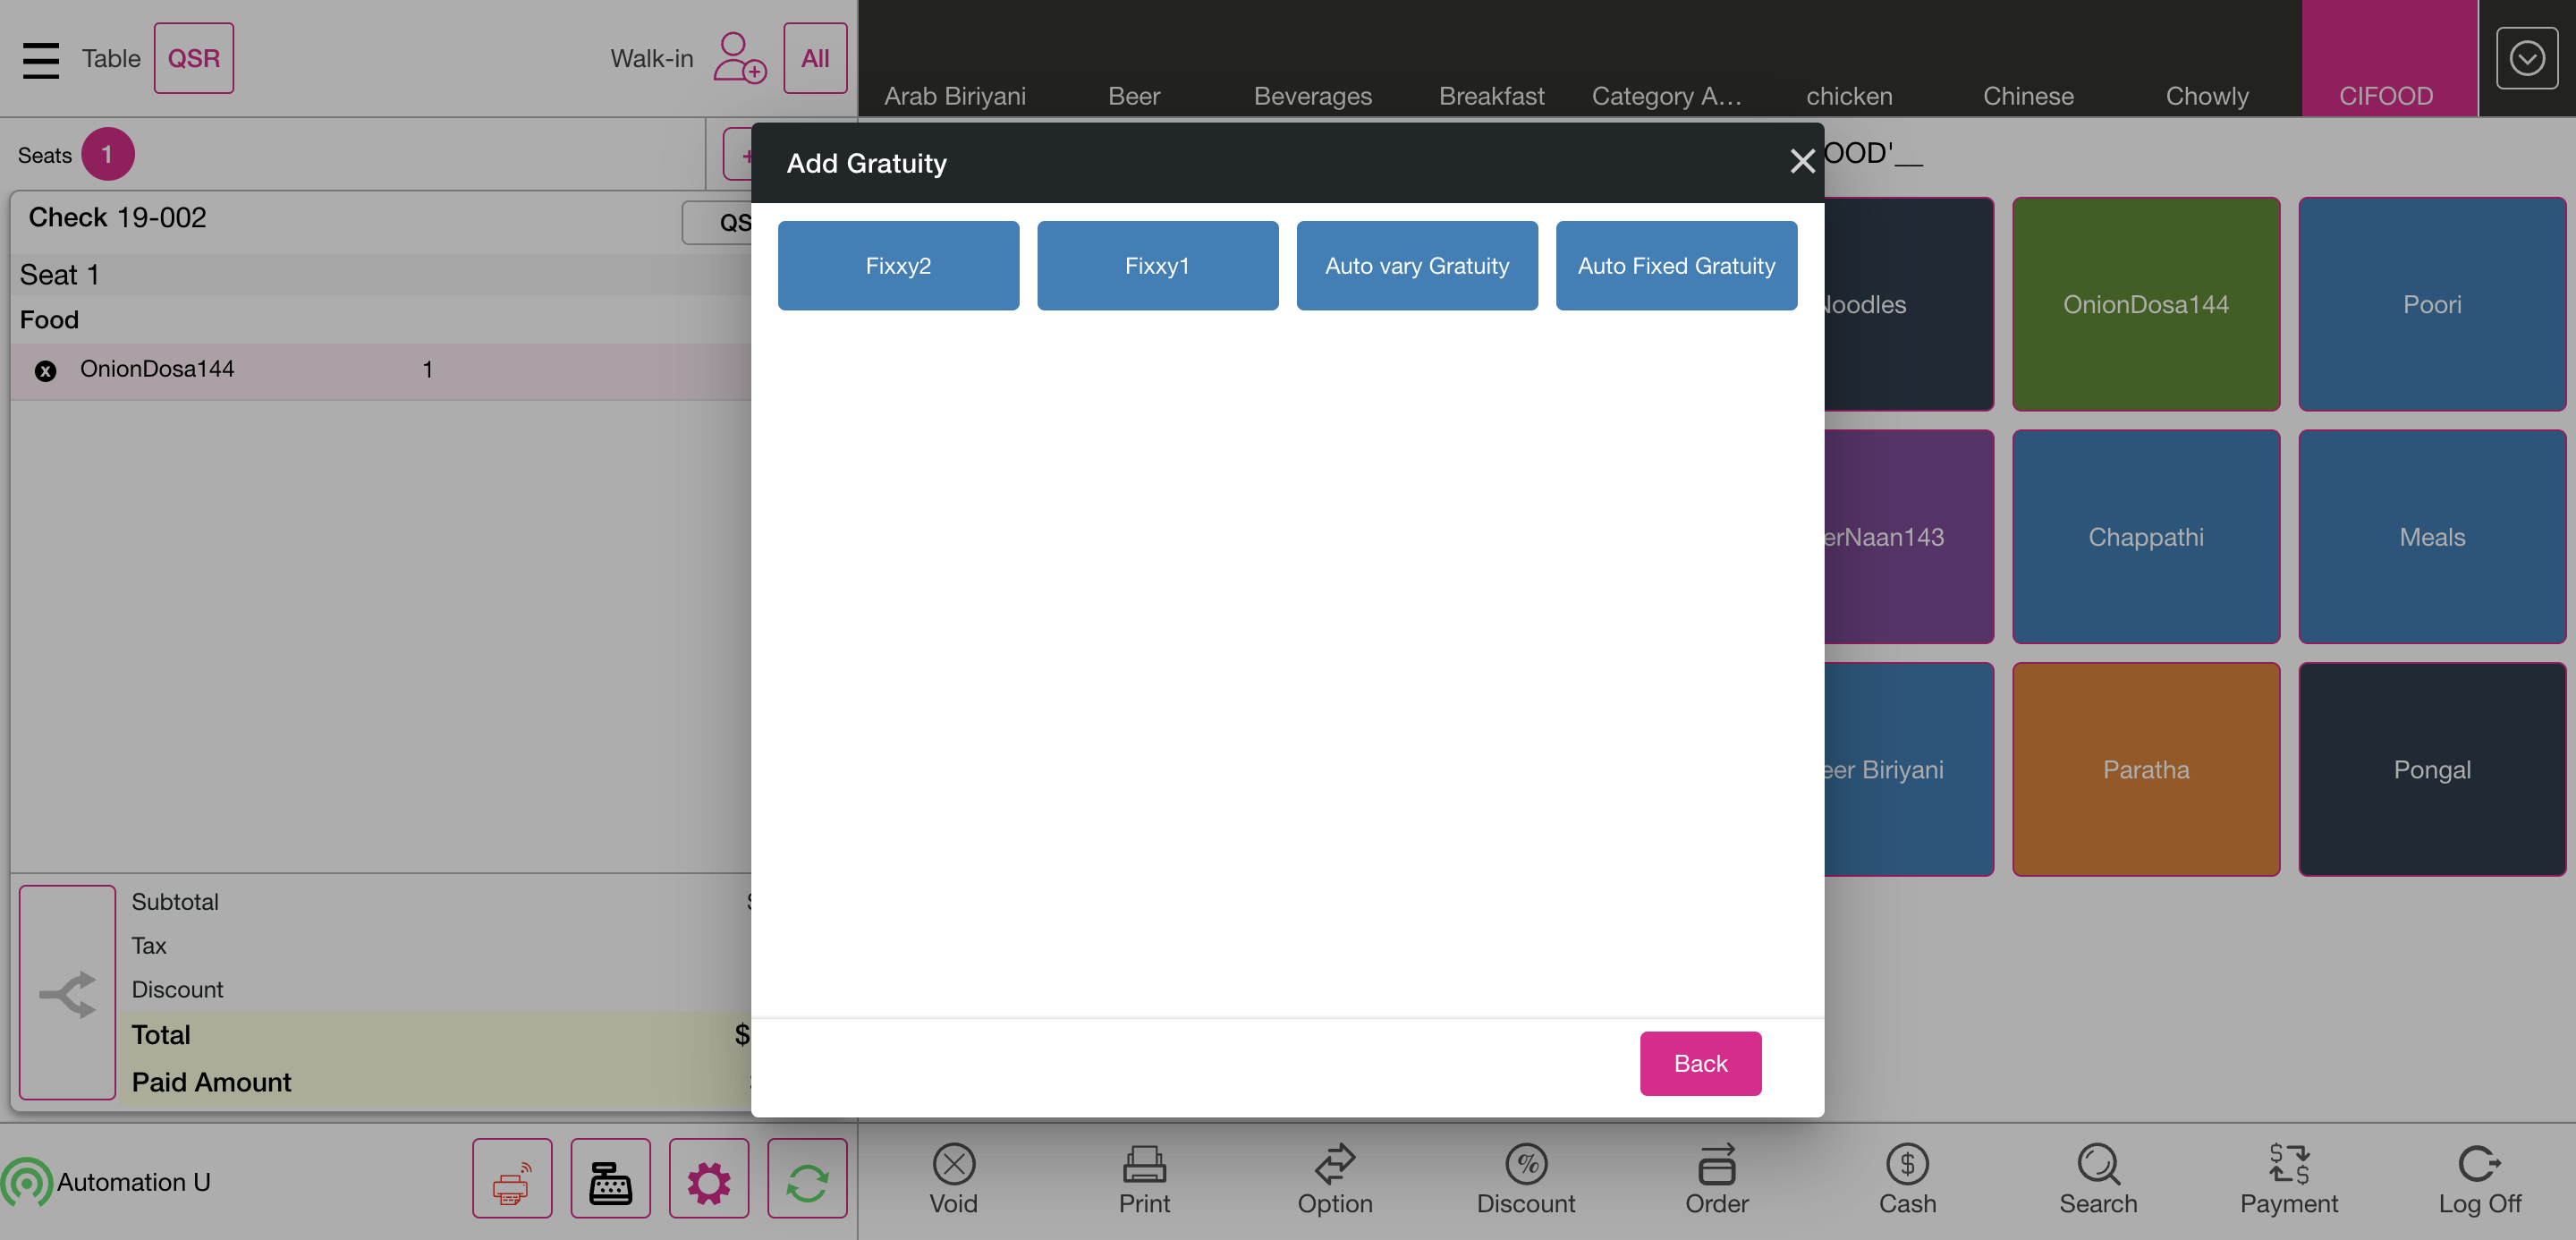 Table QSR Walk-in All
Arab Biriyani Beer Beverages Breakfast Category A... chicken Chinese Chowly CIFOOD
Seats 1
Check 19-002
Seat 1
Food
OnionDosa144 1
Subtotal
Tax
Discount
Total $
Paid Amount
Add Gratuity
Fixxy2 Fixxy1 Auto vary Gratuity Auto Fixed Gratuity
Back
OOD'__
Noodles OnionDosa144 Poori
erNaan143 Chappathi Meals
eer Biriyani Paratha Pongal
Automation U
Void Print Option Discount Order Cash Search Payment Log Off